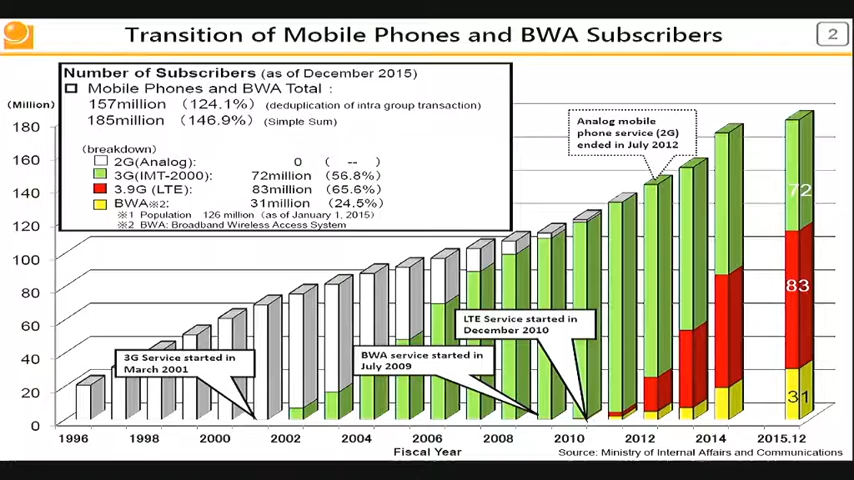 Transition of Mobile Phones and BWA Subscribers
2
Number of Subscribers (as of December 2015)
Mobile Phones and BWA Total :
157million (124.1%) (deduplication of intra group transaction)
185million (146.9%) (Simple Sum)
(breakdown)
2G(Analog): 0 ( -- )
3G(IMT-2000): 72million (56.8%)
3.9G (LTE): 83million (65.6%)
BWA※2: 31million (24.5%)
※1 Population 126 million (as of January 1, 2015)
※2 BWA: Broadband Wireless Access System
(Million)
180
160
140
120
100
80
60
40
20
0
Analog mobile
phone service (2G)
ended in July 2012
LTE Service started in
December 2010
BWA service started in
July 2009
3G Service started in
March 2001
72
83
31
1996 1998 2000 2002 2004 2006 2008 2010 2012 2014 2015.12
Fiscal Year
Source: Ministry of Internal Affairs and Communications